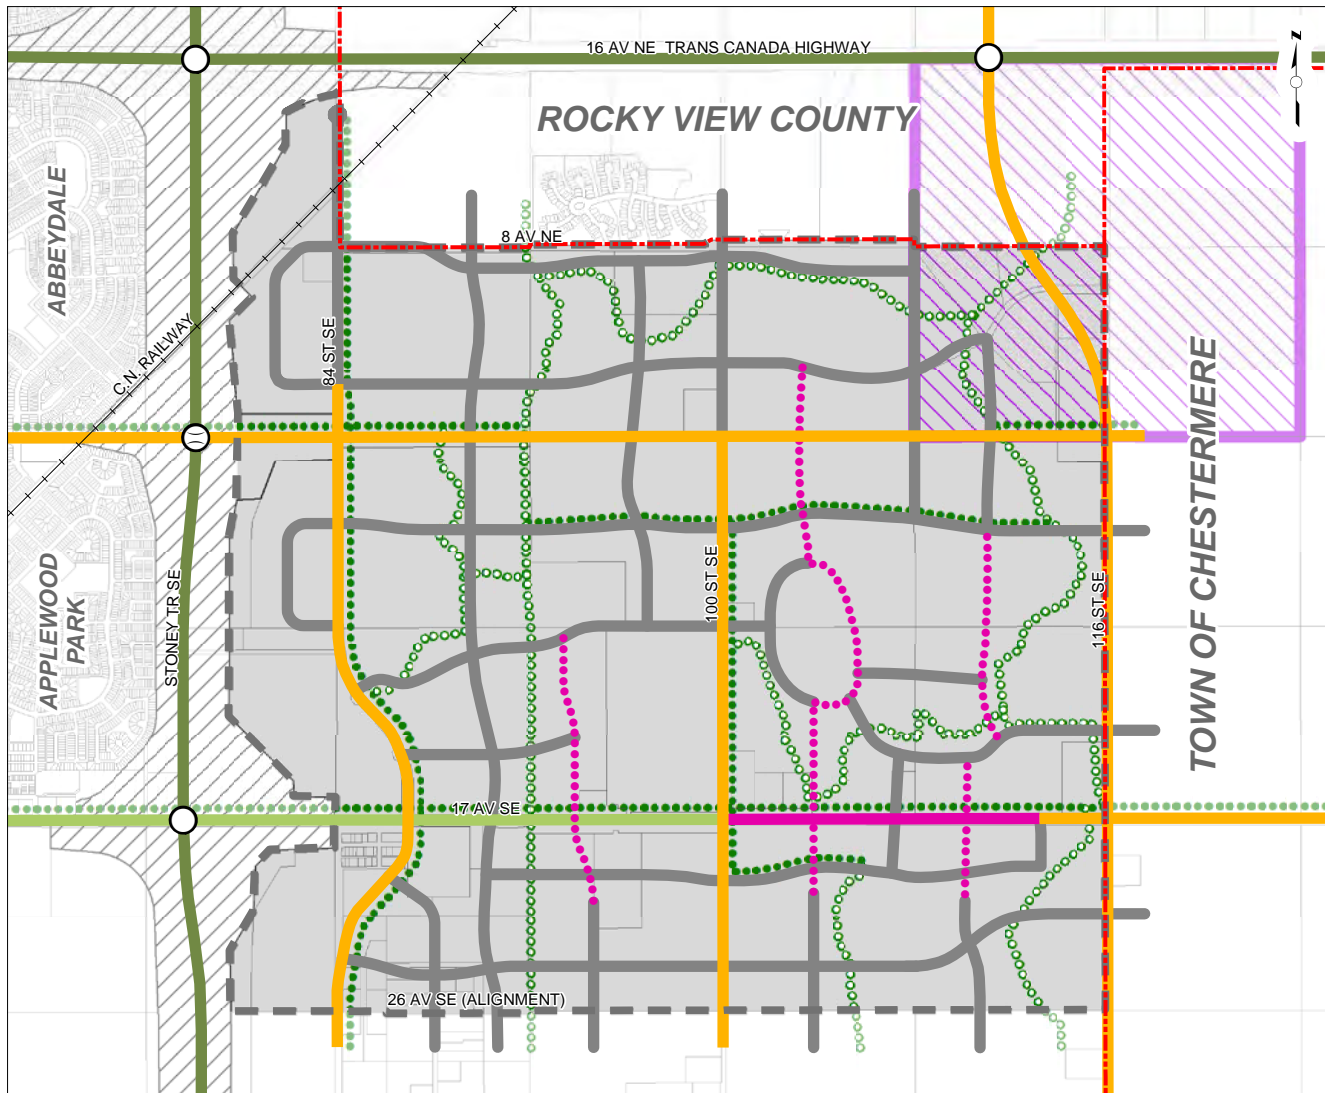 16 AV NE  TRANS CANADA HIGHWAY
N
ROCKY VIEW COUNTY
ABBEYDALE
8 AV NE
C.N. RAILWAY
84 ST SE
TOWN OF CHESTERMERE
APPLEWOOD
PARK
STONEY TR SE
100 ST SE
116 ST SE
17 AV SE
26 AV SE (ALIGNMENT)